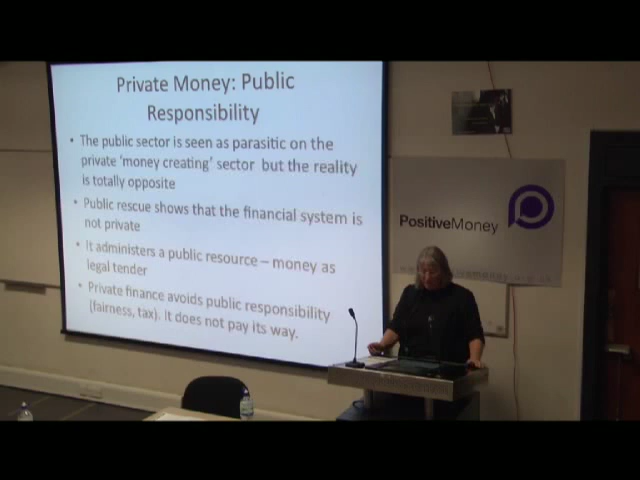 Private Money: Public
Responsibility
• The public sector is seen as parasitic on the
private ‘money creating’ sector but the reality
is totally opposite
• Public rescue shows that the financial system is
not private
• It administers a public resource – money as
legal tender
• Private finance avoids public responsibility
(fairness, tax). It does not pay its way.
PositiveMoney